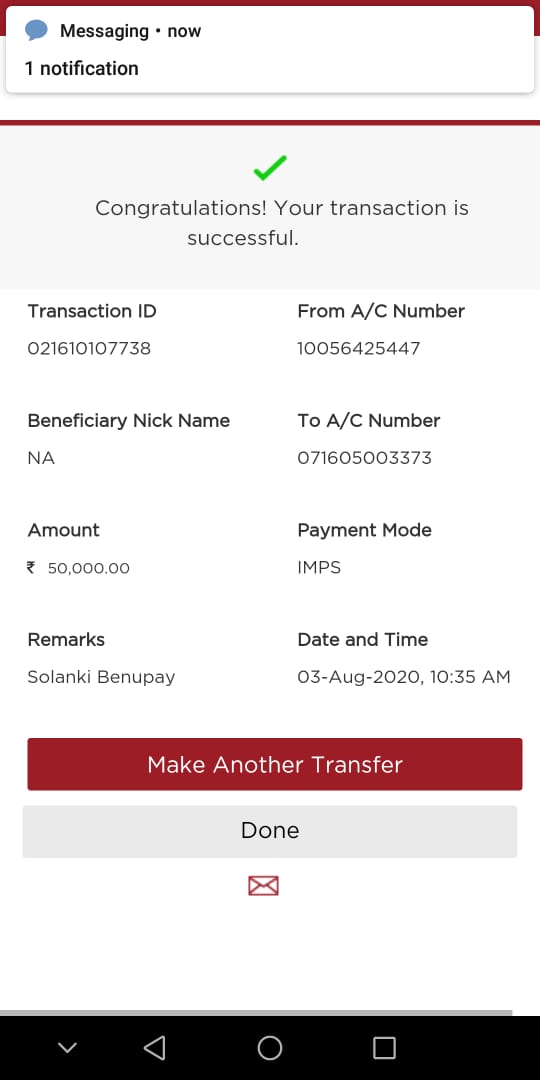 Messaging • now
1 notification
Congratulations! Your transaction is
successful.
Transaction ID
From A/C Number
021610107738
10056425447
Beneficiary Nick Name
To A/C Number
NA
071605003373
Amount
Payment Mode
₹ 50,000.00
IMPS
Remarks
Date and Time
Solanki Benupay
03-Aug-2020, 10:35 AM
Make Another Transfer
Done